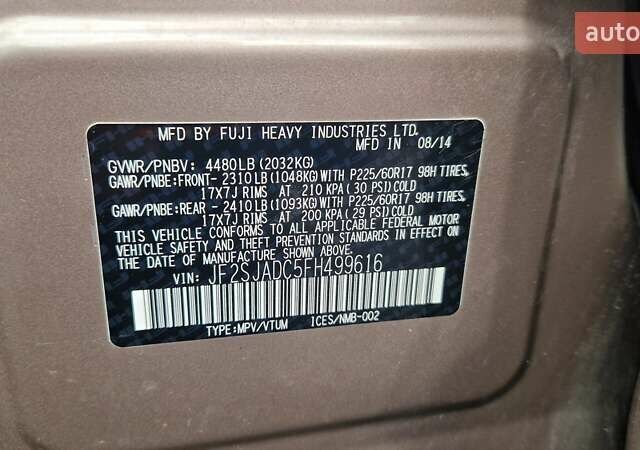 auto
MFD BY FUJI HEAVY INDUSTRIES LTD.
MFD IN 08/14
GVWR/PNBV: 4480LB(2032KG)
GAWR/PNBE:FRONT-2310LB(1048KG)WITH P225/60R17 98H TIRES,
17X7J RIMS AT 210 KPA(30 PSI)COLD
GAWR/PNBE:REAR -2410LB(1093KG)WITH P225/60R17 98H TIRES,
17X7J RIMS AT 200 KPA(29 PSI)COLD
THIS VEHICLE CONFORMS TO ALL APPLICABLE FEDERAL MOTOR
VEHICLE SAFETY AND THEFT PREVENTION STANDARDS IN EFFECT ON
THE DATE OF MANUFACTURE SHOWN ABOVE
VIN: JF2SJADC5FH499616
TYPE:MPV/VTUM ICES/NMB-002